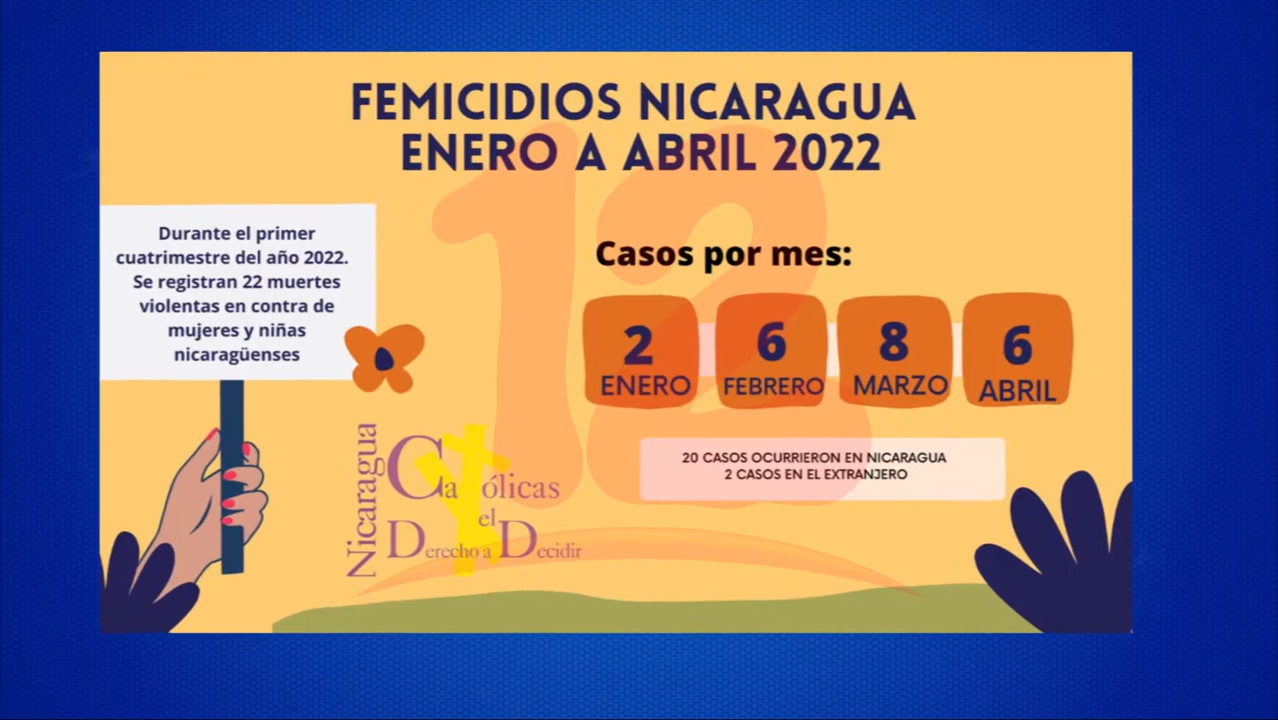 FEMICIDIOS NICARAGUA
ENERO A ABRIL 2022
Durante el primer
cuatrimestre del año 2022.
Se registran 22 muertes
violentas en contra de
mujeres y niñas
nicaragüenses
Casos por mes:
2 6 8 6
ENERO FEBRERO MARZO ABRIL
20 CASOS OCURRIERON EN NICARAGUA
2 CASOS EN EL EXTRANJERO
Nicaragua
Católicas
el
Derecho a Decidir
12